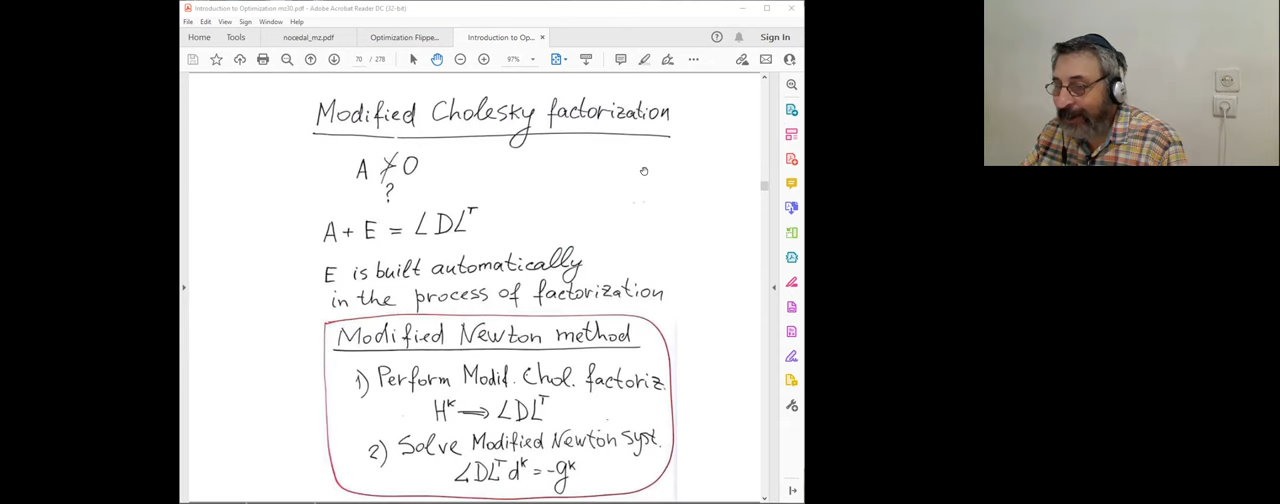 Introduction to Optimization mz30.pdf - Adobe Acrobat Reader DC (32-bit)
File Edit View Sign Window Help
Home Tools nocedal_mz.pdf Optimization Flippe... Introduction to Op... × Sign In
70 / 278 97%
Modified Cholesky factorization
A ≯ 0
?
A + E = LDLᵀ
E is built automatically
in the process of factorization
Modified Newton method
1) Perform Modif. Chol. factoriz.
Hᵏ ⟹ LDLᵀ
2) Solve Modified Newton syst.
LDLᵀdᵏ = -gᵏ